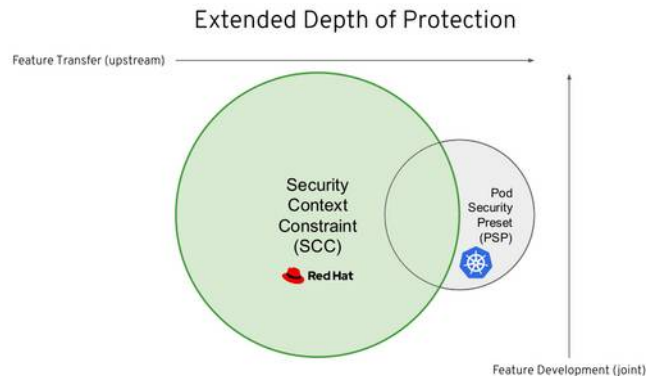 Extended Depth of Protection
Feature Transfer (upstream)
Security
Context
Constraint
(SCC)
Red Hat
Pod
Security
Preset
(PSP)
Feature Development (joint)